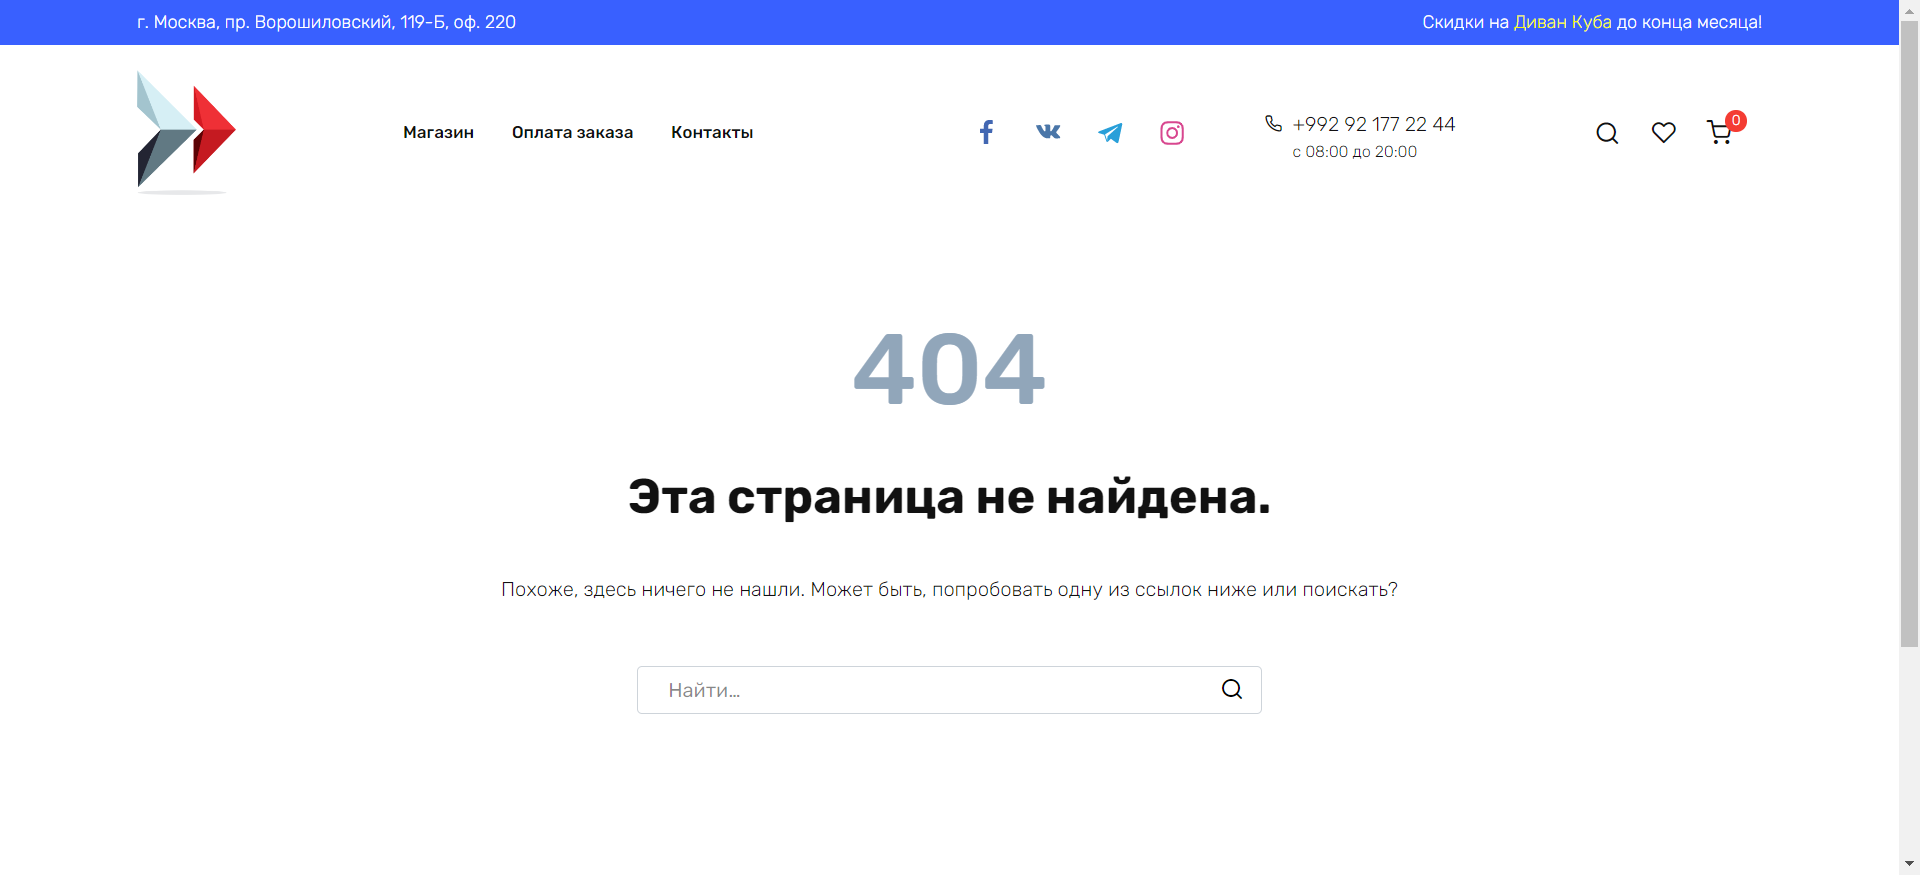 г. Москва, пр. Ворошиловский, 119-Б, оф. 220
Скидки на Диван Куба до конца месяца!
Магазин
Оплата заказа
Контакты
+992 92 177 22 44
с 08:00 до 20:00
0
404
Эта страница не найдена.
Похоже, здесь ничего не нашли. Может быть, попробовать одну из ссылок ниже или поискать?
Найти…